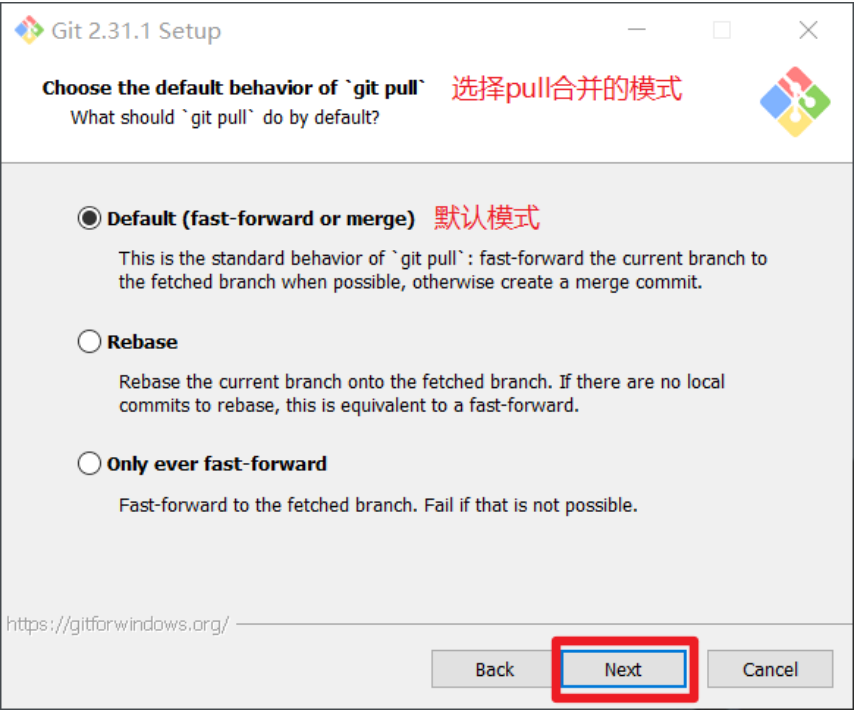 Git 2.31.1 Setup
Choose the default behavior of `git pull` 选择pull合并的模式
What should `git pull` do by default?
Default (fast-forward or merge) 默认模式
This is the standard behavior of `git pull`: fast-forward the current branch to
the fetched branch when possible, otherwise create a merge commit.
Rebase
Rebase the current branch onto the fetched branch. If there are no local
commits to rebase, this is equivalent to a fast-forward.
Only ever fast-forward
Fast-forward to the fetched branch. Fail if that is not possible.
https://gitforwindows.org/
Back Next Cancel